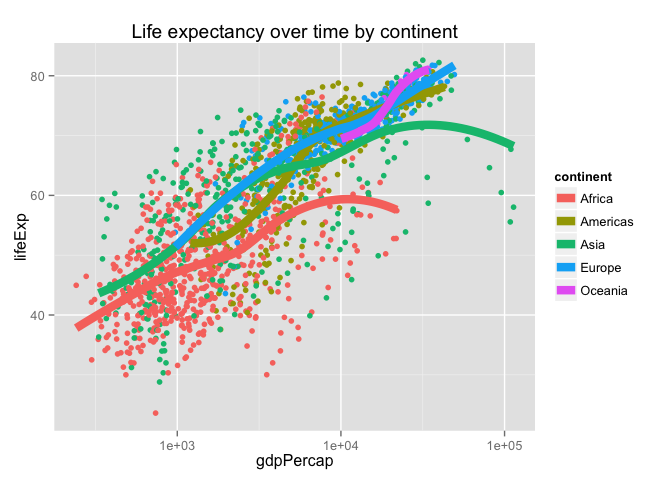 Life expectancy over time by continent
80
60
40
lifeExp
1e+03
1e+04
1e+05
gdpPercap
continent
Africa
Americas
Asia
Europe
Oceania